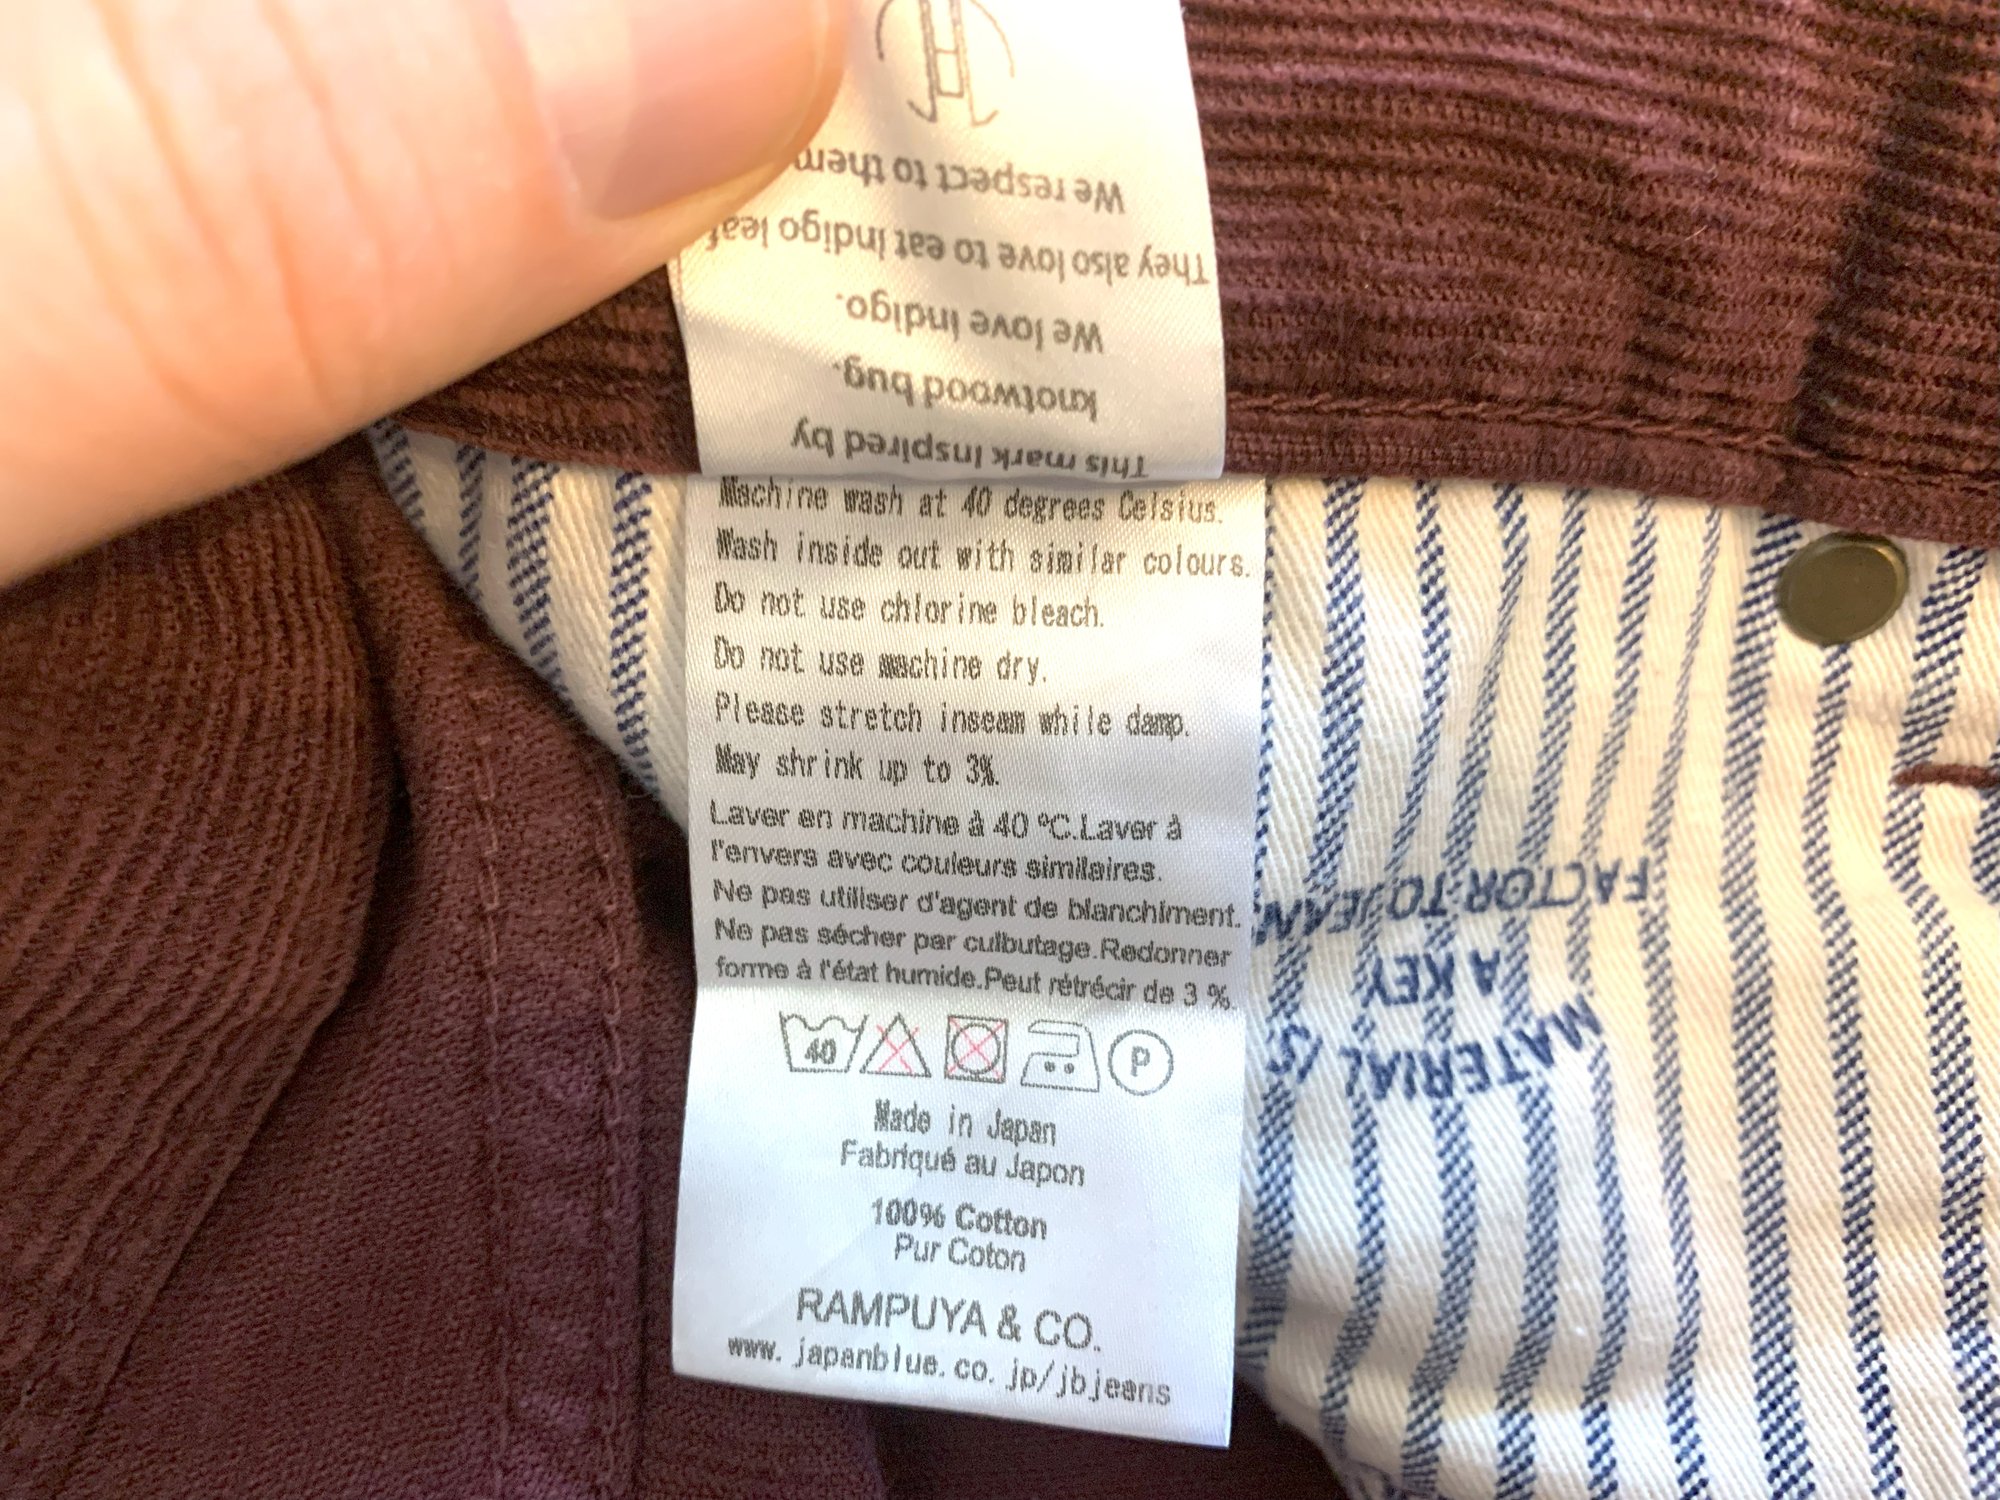 This mark inspired by
knotwood bug.
We love indigo.
They also love to eat indigo leaf
We respect to them
Machine wash at 40 degrees Celsius.
Wash inside out with similar colours.
Do not use chlorine bleach.
Do not use machine dry.
Please stretch inseam while damp.
May shrink up to 3%.
Laver en machine à 40 °C.Laver à
l'envers avec couleurs similaires.
Ne pas utiliser d'agent de blanchiment.
Ne pas sécher par culbutage.Redonner
forme à l'état humide.Peut rétrécir de 3 %.
40
P
Made in Japan
Fabriqué au Japon
100% Cotton
Pur Coton
RAMPUYA & CO.
www.japanblue.co.jp/jbjeans
MATERIAL IS
A KEY
FACTOR TO JEAN